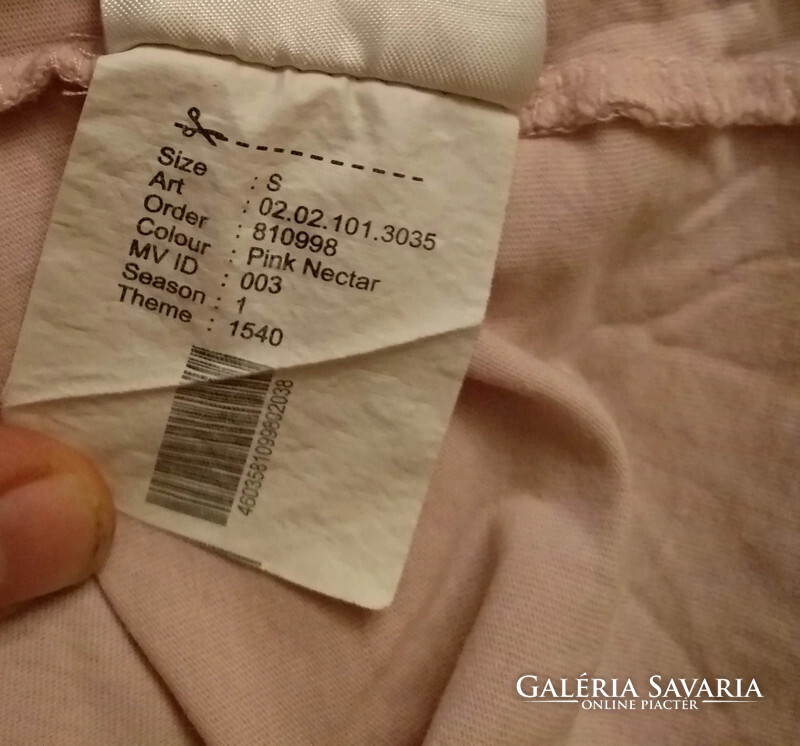 Size : S
Art : 02.02.101.3035
Order : 810998
Colour : Pink Nectar
MV ID : 003
Season : 1
Theme : 1540
4603581099802038
GALÉRIA SAVARIA
ONLINE PIACTÉR